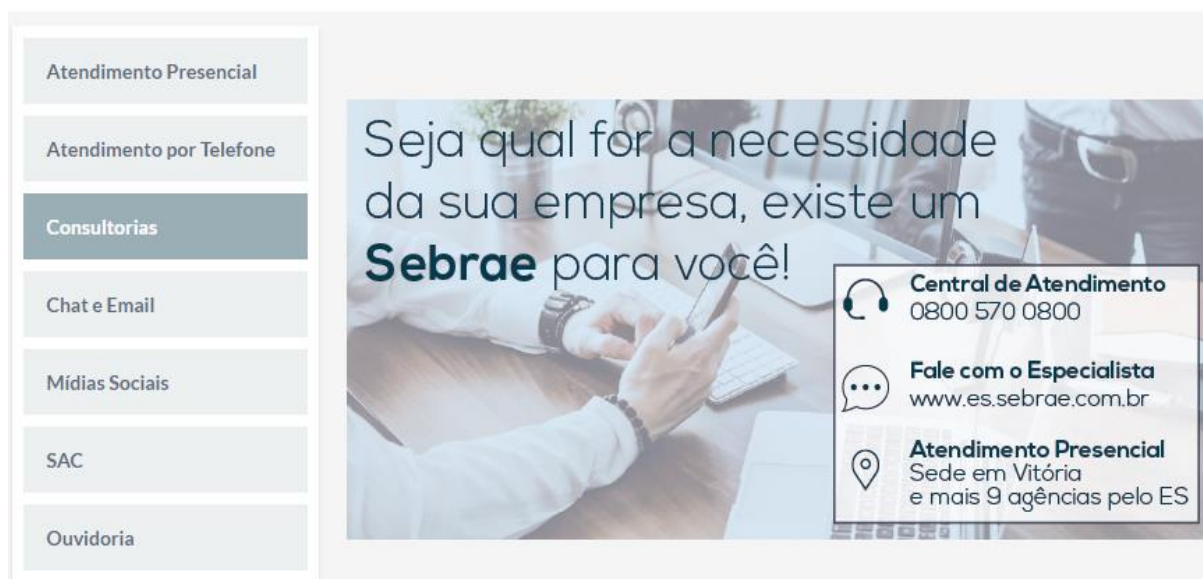 Atendimento Presencial
Atendimento por Telefone
Consultorias
Chat e Email
Mídias Sociais
SAC
Ouvidoria
Seja qual for a necessidade
da sua empresa, existe um
Sebrae para você!
Central de Atendimento
0800 570 0800
Fale com o Especialista
www.es.sebrae.com.br
Atendimento Presencial
Sede em Vitória
e mais 9 agências pelo ES